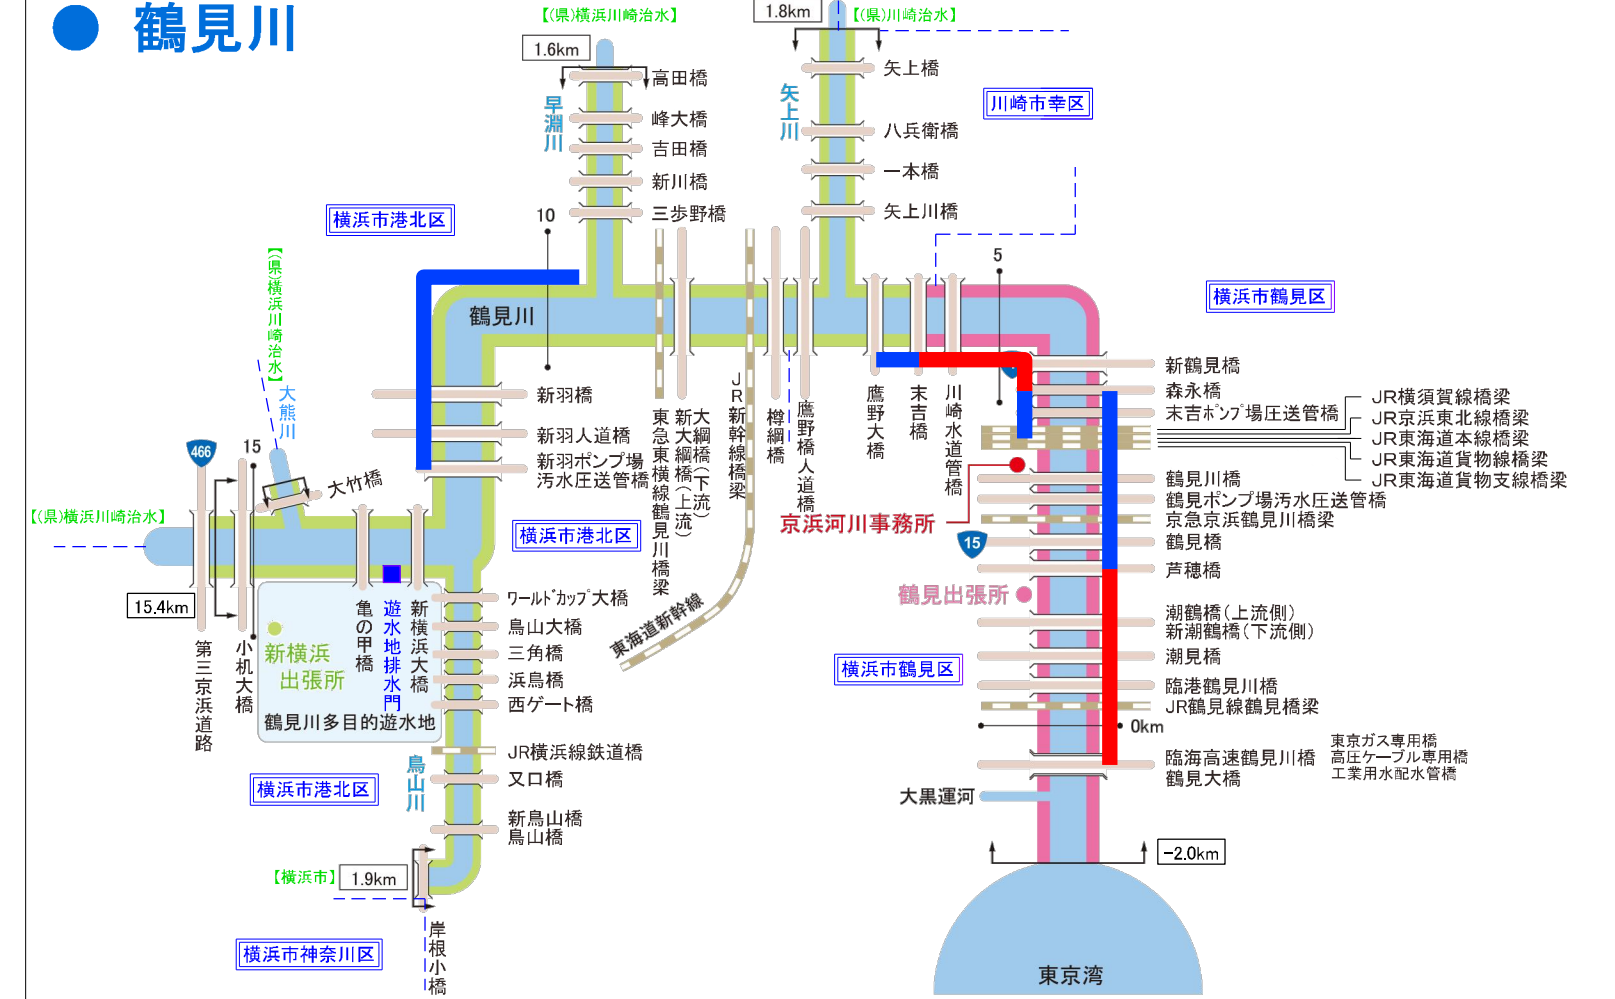 鶴見川
【(県)横浜川崎治水】
1.6km
高田橋
峰大橋
吉田橋
新川橋
三歩野橋
早淵川
1.8km
【(県)川崎治水】
矢上橋
八兵衛橋
一本橋
矢上川橋
矢上川
川崎市幸区
横浜市港北区
10
5
横浜市鶴見区
鶴見川
【(県)横浜川崎治水】
大熊川
466
15
大竹橋
【(県)横浜川崎治水】
15.4km
第三京浜道路
小机大橋
亀の甲橋
遊水地排水門
新横浜大橋
新横浜
出張所
鶴見川多目的遊水地
新羽橋
新羽人道橋
新羽ポンプ場
汚水圧送管橋
横浜市港北区
東急東横線鶴見川橋梁
新大綱橋(上流)
大綱橋(下流)
JR新幹線橋梁
樽綱橋
鷹野橋人道橋
鷹野大橋
末吉橋
川崎水道管橋
東海道新幹線
新鶴見橋
森永橋
末吉ポンプ場圧送管橋
JR横須賀線橋梁
JR京浜東北線橋梁
JR東海道本線橋梁
JR東海道貨物線橋梁
JR東海道貨物支線橋梁
鶴見川橋
鶴見ポンプ場汚水圧送管橋
京急京浜鶴見川橋梁
鶴見橋
芦穂橋
京浜河川事務所
15
鶴見出張所
潮鶴橋(上流側)
新潮鶴橋(下流側)
潮見橋
臨港鶴見川橋
JR鶴見線鶴見橋梁
横浜市鶴見区
0km
臨海高速鶴見川橋
鶴見大橋
東京ガス専用橋
高圧ケーブル専用橋
工業用水配水管橋
大黒運河
-2.0km
東京湾
ワールドカップ大橋
鳥山大橋
三角橋
浜鳥橋
西ゲート橋
JR横浜線鉄道橋
又口橋
新鳥山橋
鳥山橋
鳥山川
横浜市港北区
【横浜市】
1.9km
岸根小橋
横浜市神奈川区